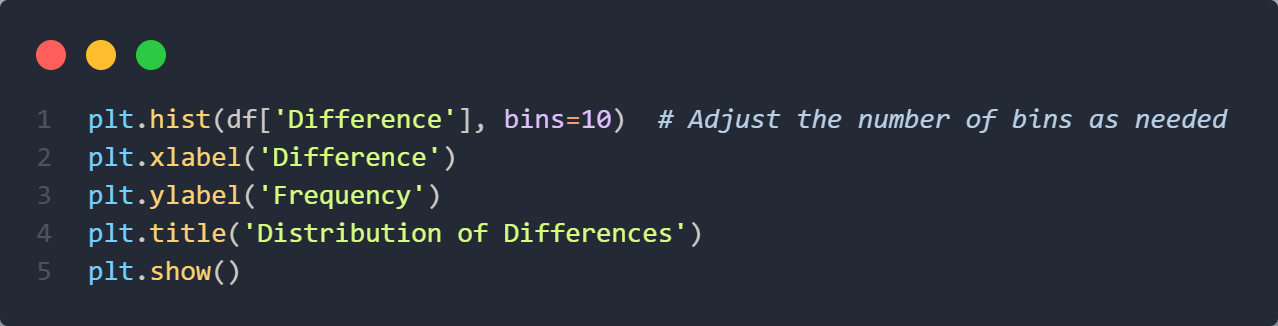 1 plt.hist(df['Difference'], bins=10)  # Adjust the number of bins as needed
2 plt.xlabel('Difference')
3 plt.ylabel('Frequency')
4 plt.title('Distribution of Differences')
5 plt.show()